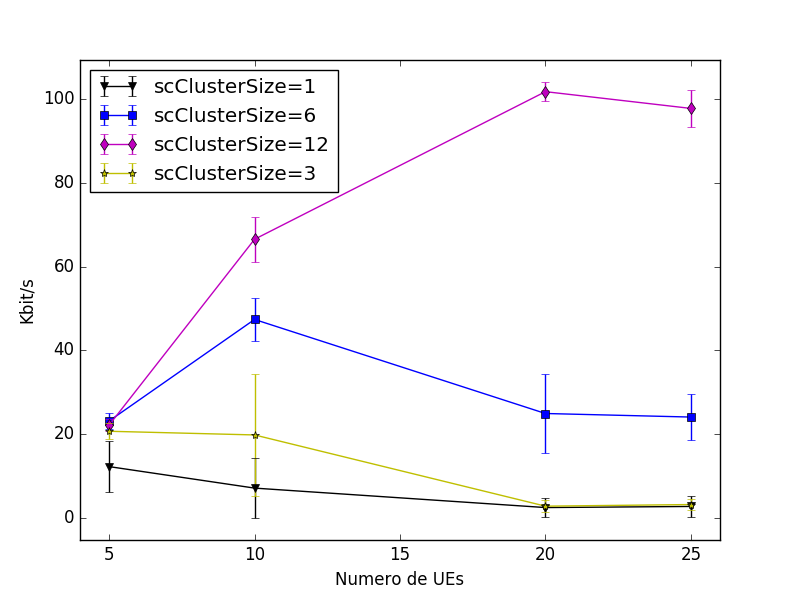 scClusterSize=1
scClusterSize=6
scClusterSize=12
scClusterSize=3
100
80
60
40
20
0
Kbit/s
5 10 15 20 25
Numero de UEs